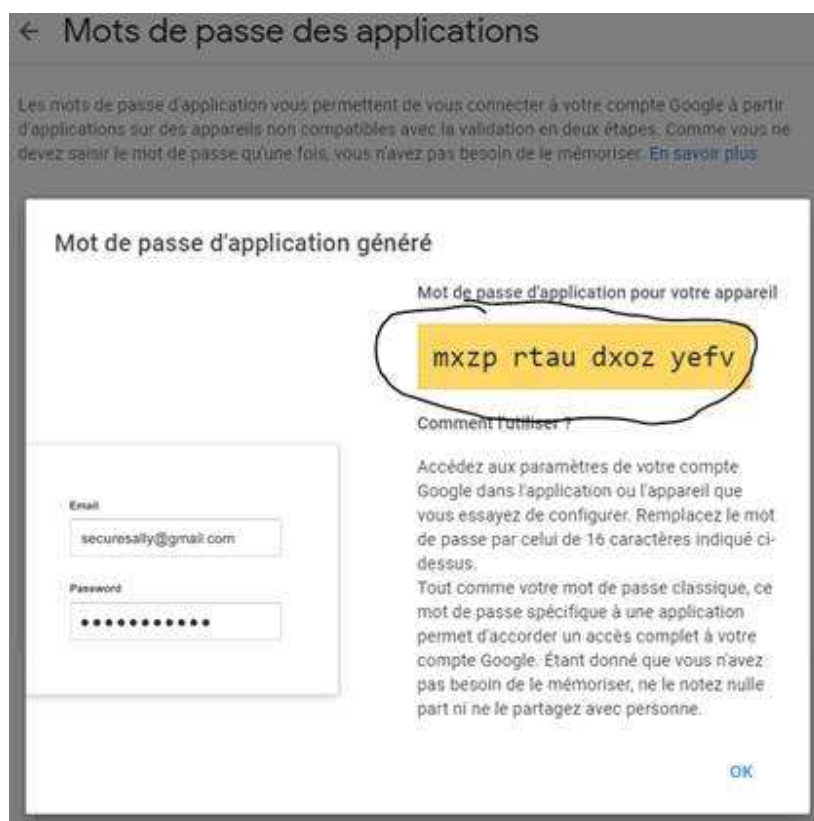 ← Mots de passe des applications
Les mots de passe d'application vous permettent de vous connecter à votre compte Google à partir
d'applications sur des appareils non compatibles avec la validation en deux étapes. Comme vous ne
devez saisir le mot de passe qu'une fois, vous n'avez pas besoin de le mémoriser. En savoir plus
Mot de passe d'application généré
Mot de passe d'application pour votre appareil
mxzp rtau dxoz yefv
Comment l'utiliser ?
Accédez aux paramètres de votre compte
Google dans l'application ou l'appareil que
vous essayez de configurer. Remplacez le mot
de passe par celui de 16 caractères indiqué ci-
dessus.
Tout comme votre mot de passe classique, ce
mot de passe spécifique à une application
permet d'accorder un accès complet à votre
compte Google. Étant donné que vous n'avez
pas besoin de le mémoriser, ne le notez nulle
part ni ne le partagez avec personne.
Email
securesally@gmail.com
Password
•••••••••••
OK